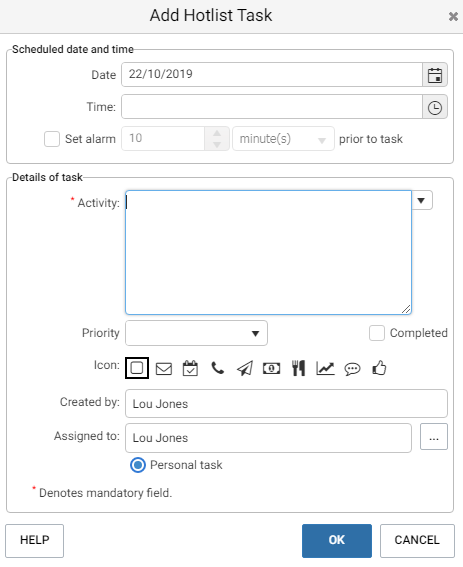 Add Hotlist Task
Scheduled date and time
Date 22/10/2019
Time:
Set alarm 10 minute(s) prior to task
Details of task
* Activity:
Priority Completed
Icon:
Created by: Lou Jones
Assigned to: Lou Jones ...
Personal task
* Denotes mandatory field.
HELP OK CANCEL